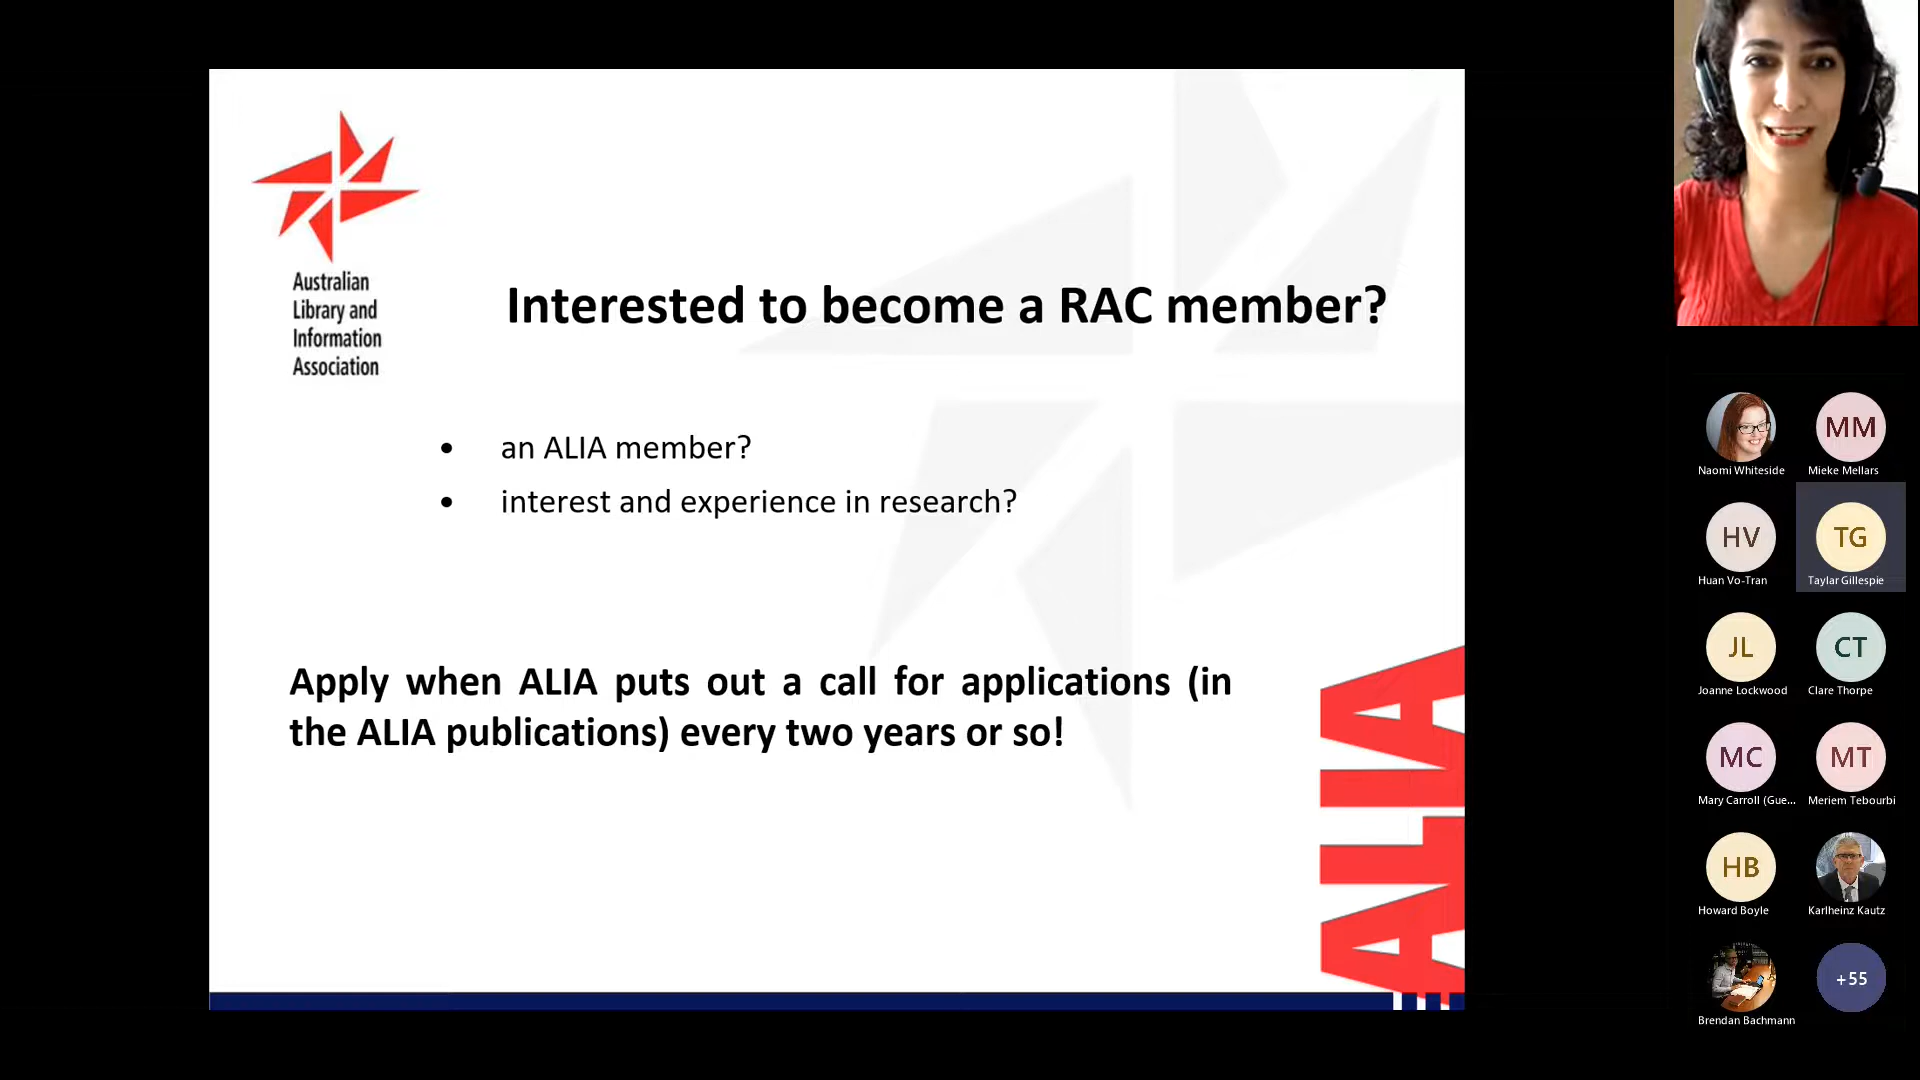 Australian
Library and
Information
Association
Interested to become a RAC member?
• an ALIA member?
• interest and experience in research?
Apply when ALIA puts out a call for applications (in
the ALIA publications) every two years or so!
ALIA
Naomi Whiteside
MM
Mieke Mellars
HV
Huan Vo-Tran
TG
Taylar Gillespie
JL
Joanne Lockwood
CT
Clare Thorpe
MC
Mary Carroll (Gue...
MT
Meriem Tebourbi
HB
Howard Boyle
Karlheinz Kautz
Brendan Bachmann
+55